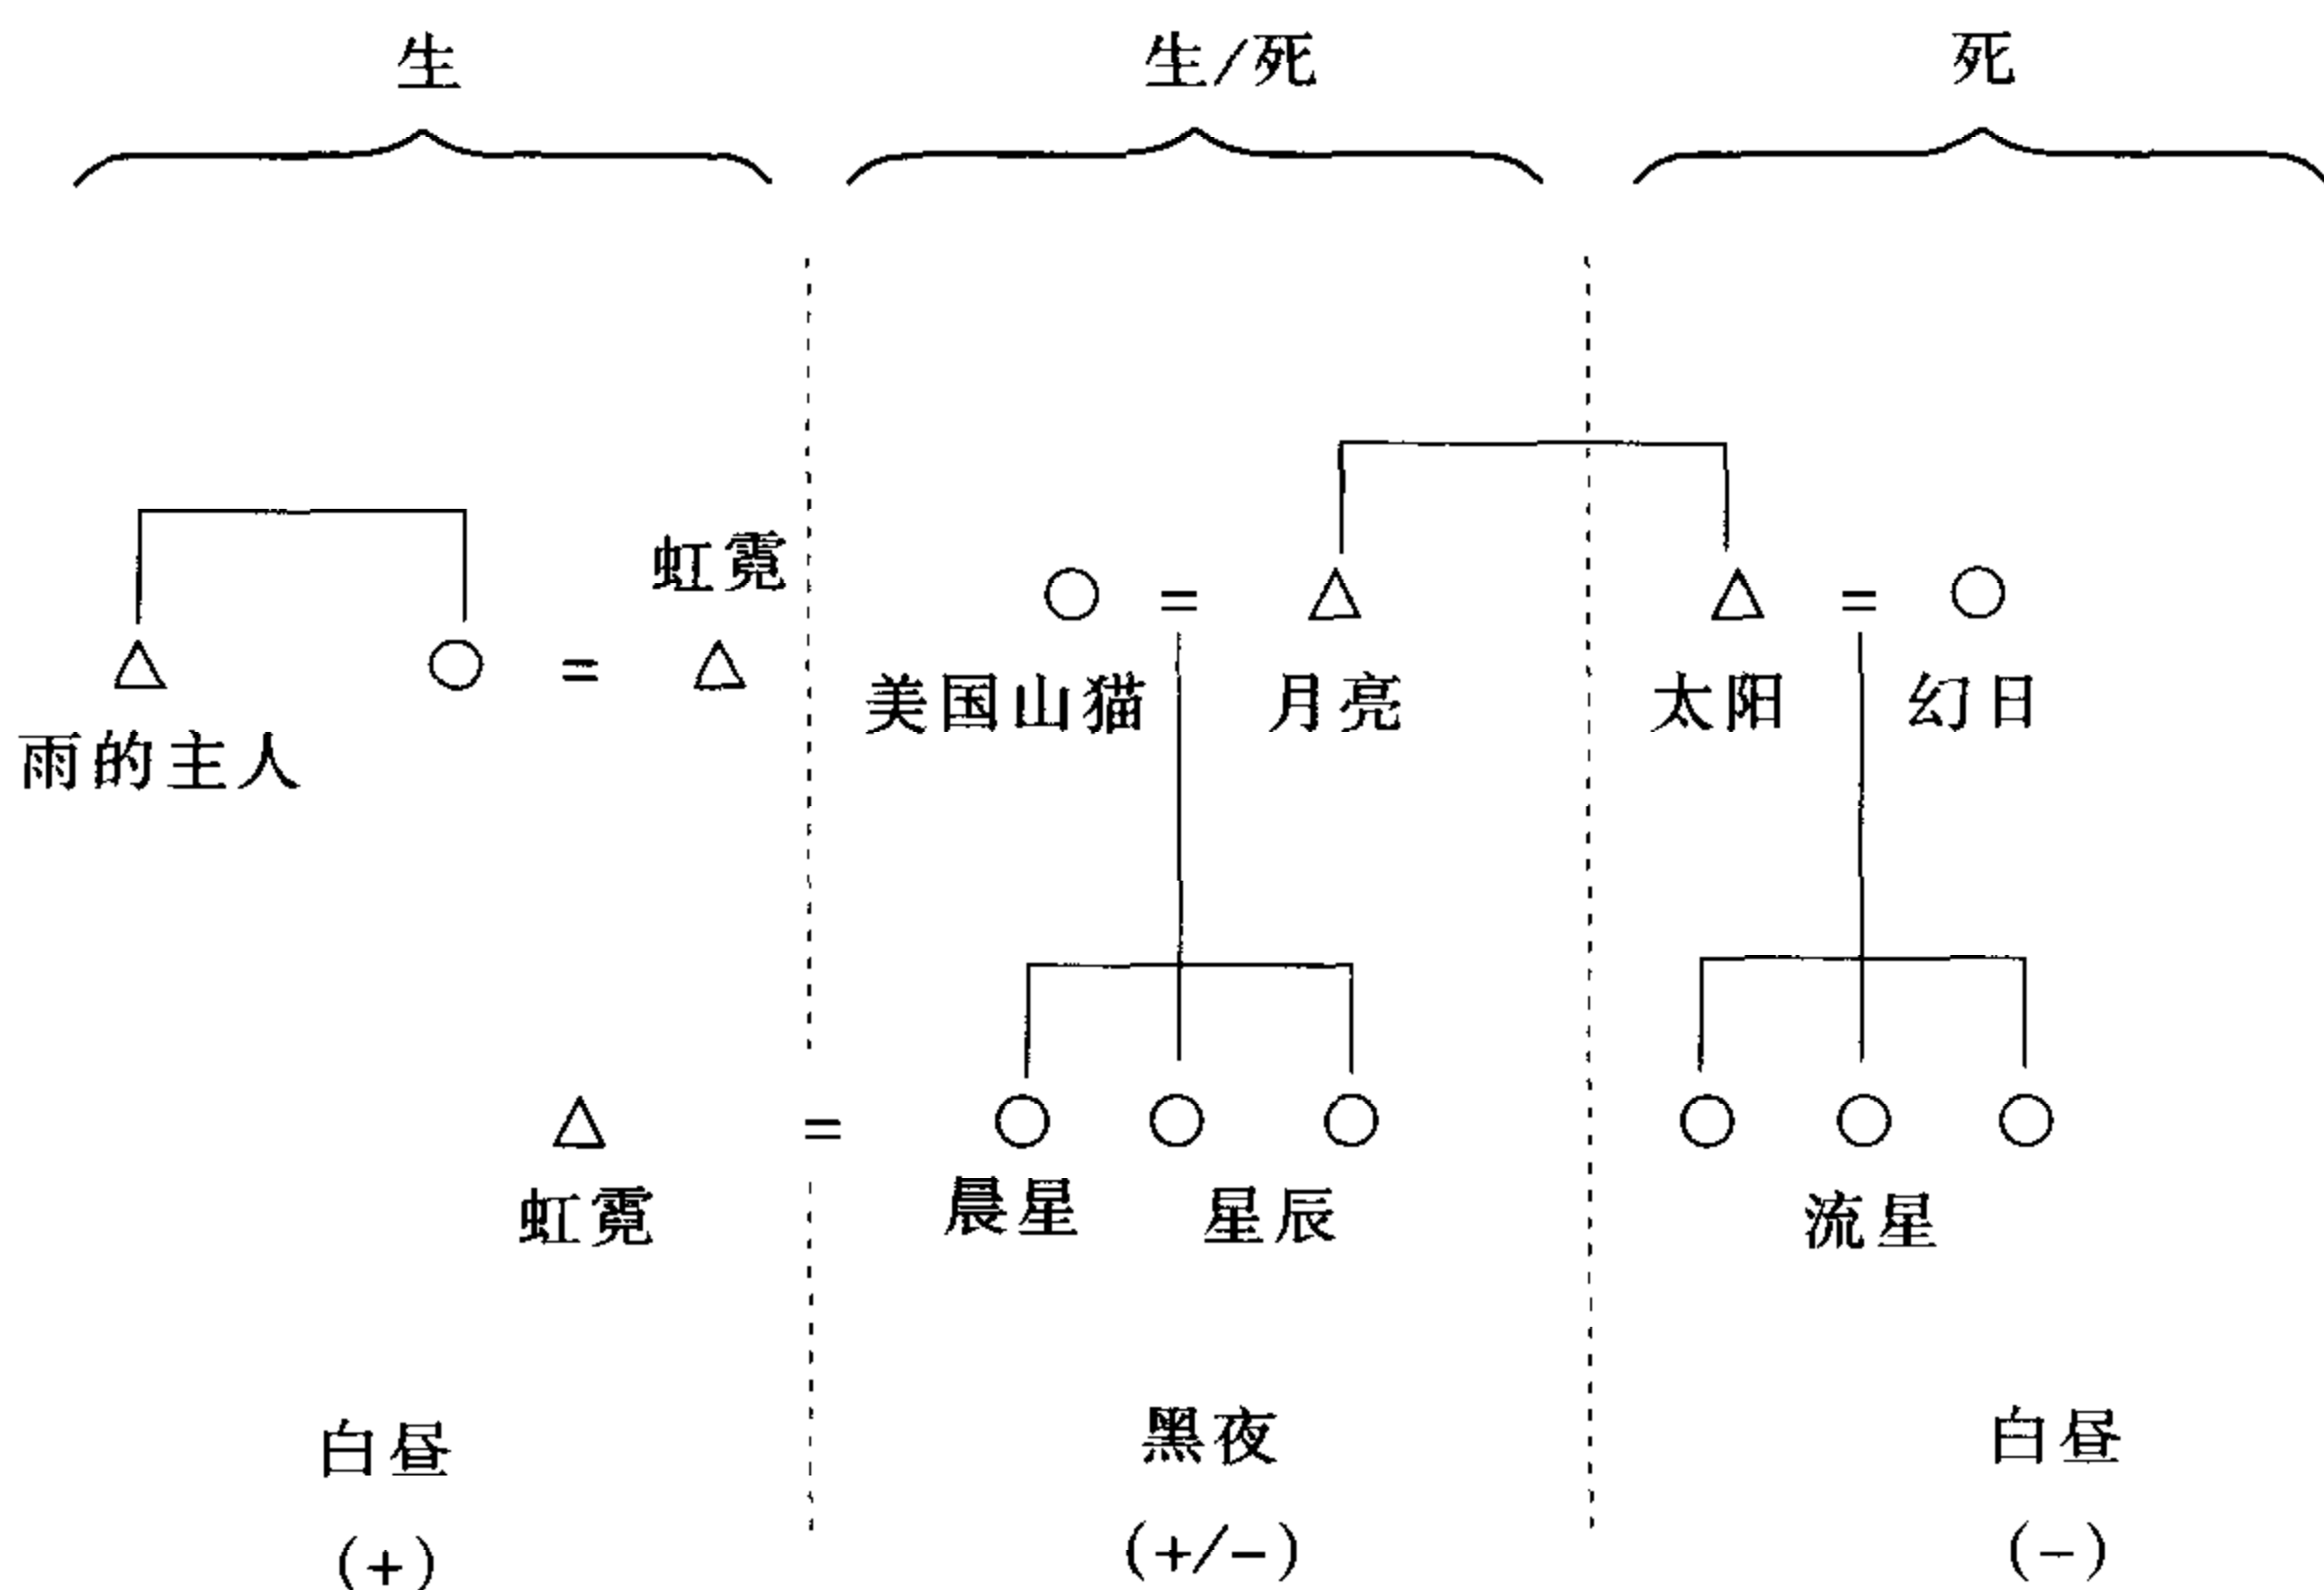 生 生/死 死
虹霓
美国山猫 月亮 太阳 幻日
雨的主人
虹霓 晨星 星辰 流星
白昼 黑夜 白昼
(+) (+/-) (-)